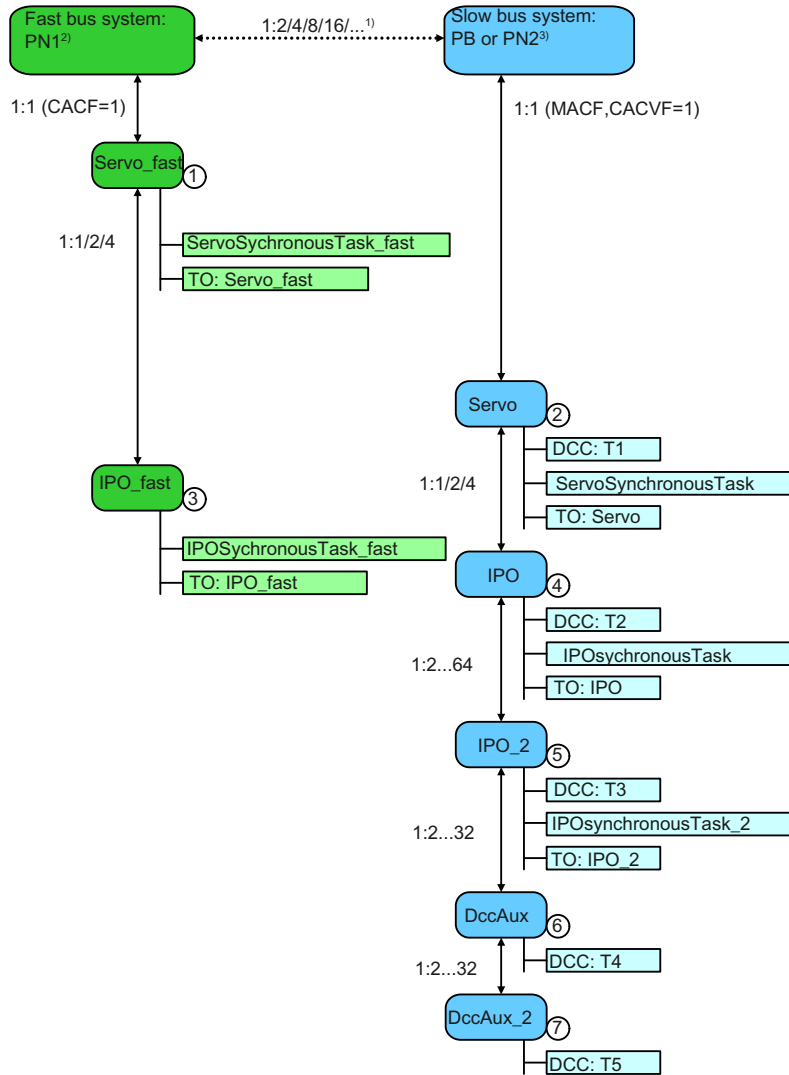 Fast bus system:
PN1²⁾
1:2/4/8/16/...¹⁾
Slow bus system:
PB or PN2³⁾
1:1 (CACF=1)
1:1 (MACF,CACVF=1)
Servo_fast
1
1:1/2/4
ServoSychronousTask_fast
TO: Servo_fast
Servo
2
DCC: T1
1:1/2/4
ServoSynchronousTask
TO: Servo
IPO_fast
3
IPOSychronousTask_fast
TO: IPO_fast
IPO
4
DCC: T2
1:2...64
IPOsychronousTask
TO: IPO
IPO_2
5
DCC: T3
1:2...32
IPOsynchronousTask_2
TO: IPO_2
DccAux
6
DCC: T4
1:2...32
DccAux_2
7
DCC: T5